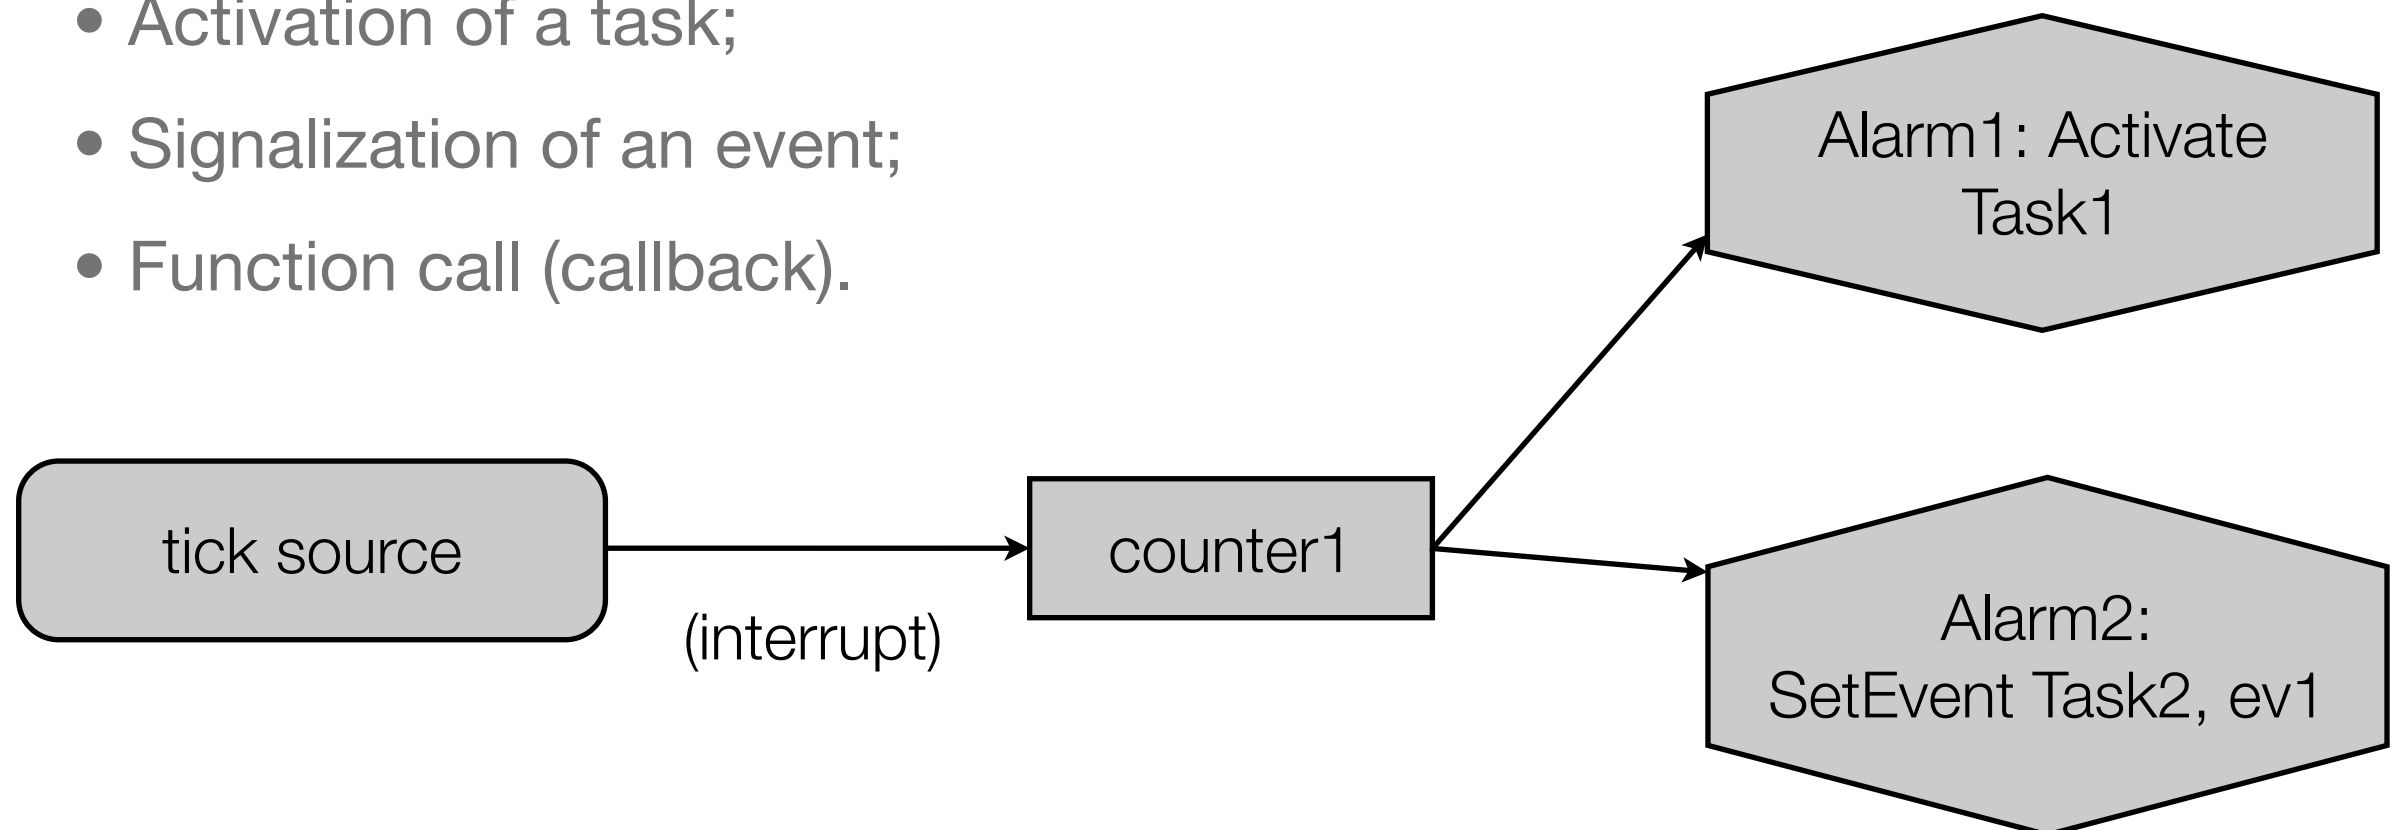 • Activation of a task;
• Signalization of an event;
• Function call (callback).
Alarm1: Activate
Task1
tick source
(interrupt)
counter1
Alarm2:
SetEvent Task2, ev1